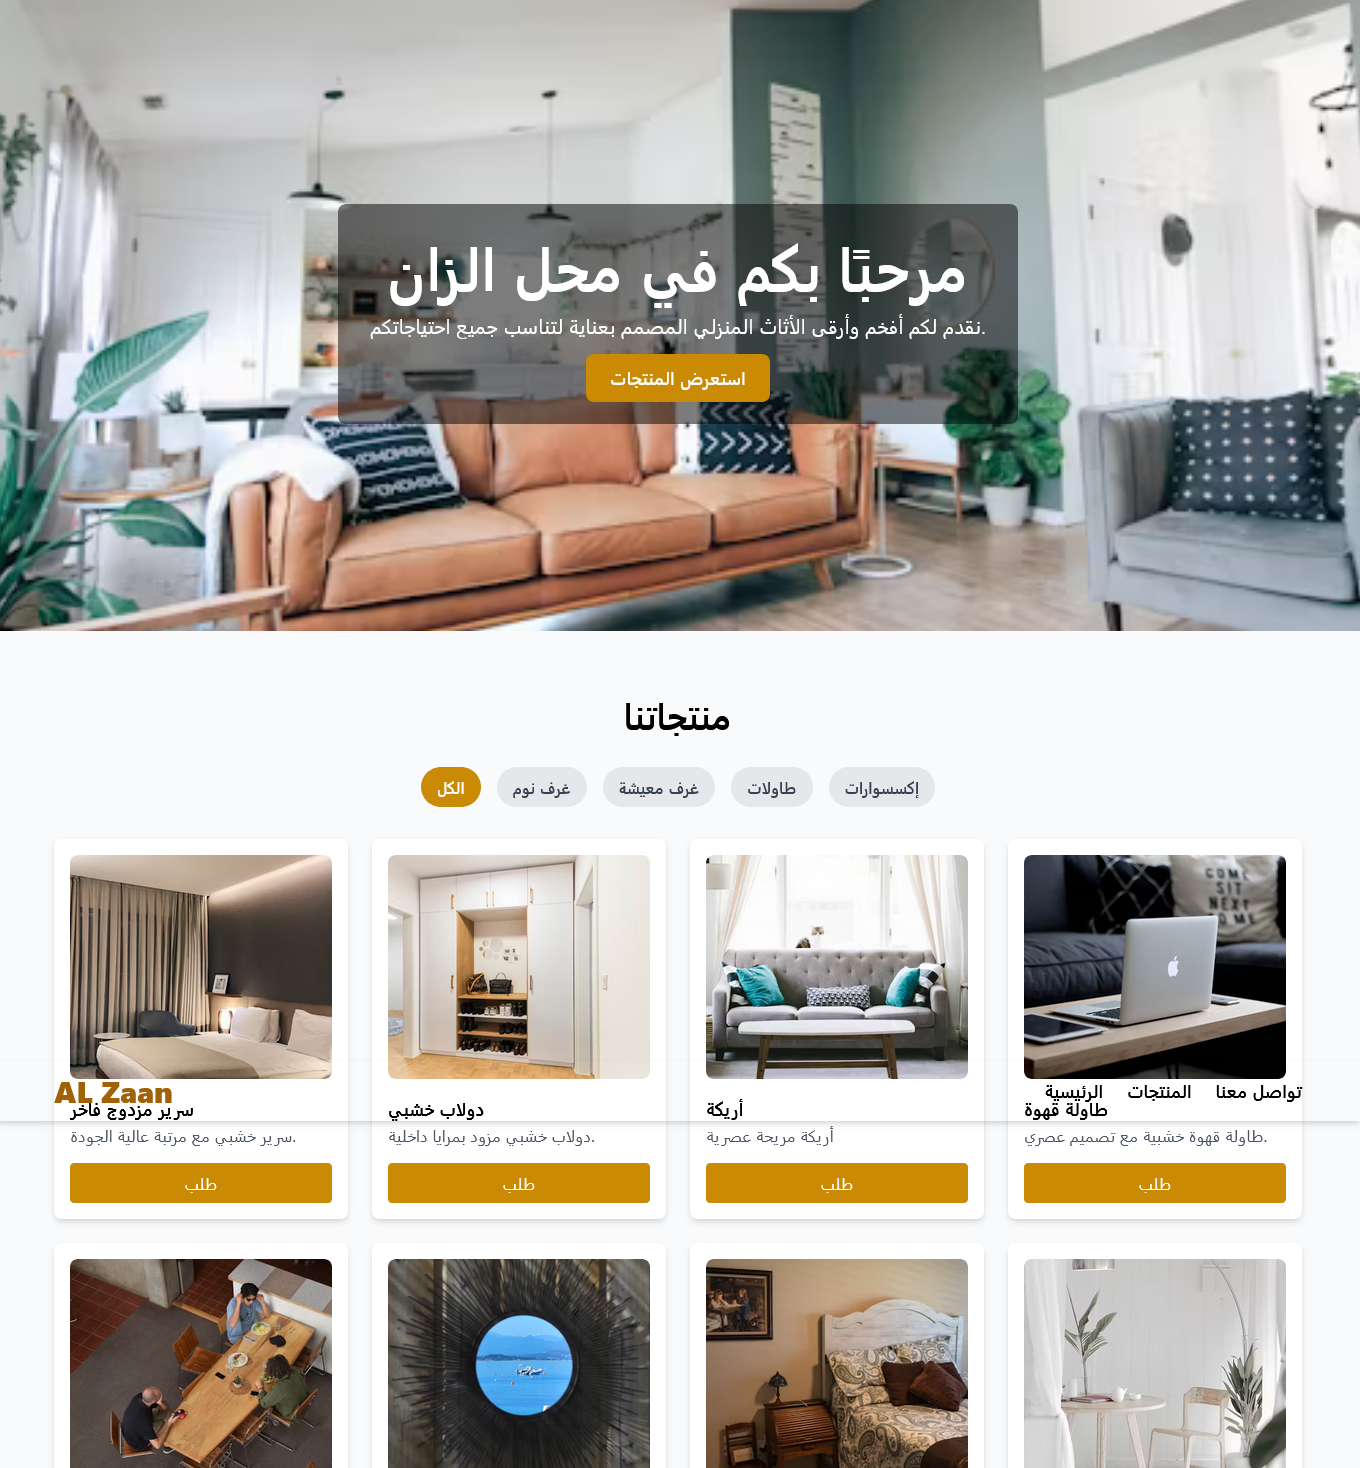 مرحبًا بكم في محل الزان
نقدم لكم أفخم وأرقى الأثاث المنزلي المصمم بعناية لتناسب جميع احتياجاتكم.
استعرض المنتجات
منتجاتنا
الكل
غرف نوم
غرف معيشة
طاولات
إكسسوارات
COME
SIT
NEXT
AL Zaan
الرئيسية
المنتجات
تواصل معنا
سرير مزدوج فاخر
سرير خشبي مع مرتبة عالية الجودة.
طلب
دولاب خشبي
دولاب خشبي مزود بمرايا داخلية.
طلب
أريكة
أريكة مريحة عصرية
طلب
طاولة قهوة
طاولة قهوة خشبية مع تصميم عصري.
طلب